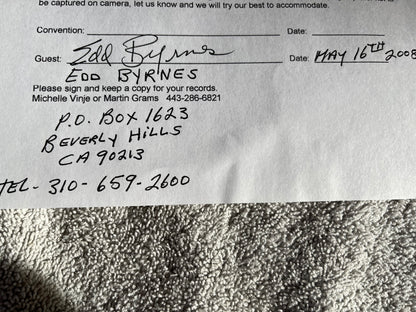 be captured on camera, let us know and we will try our best to accommodate.
Convention: Date:
Guest: Edd Byrnes Date: MAY 16TH 2008
EDD BYRNES
Please sign and keep a copy for your records.
Michelle Vinje or Martin Grams 443-286-6821
P.O. BOX 1623
BEVERLY HILLS
CA 90213
TEL - 310-659-2600